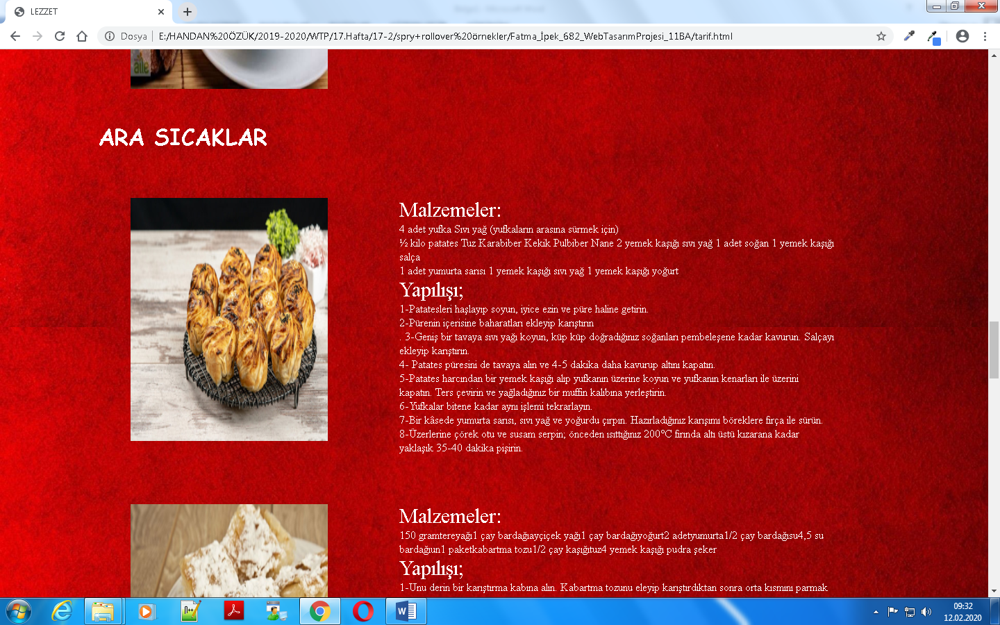 LEZZET
Dosya
E:/HANDAN%20ÖZÜK/2019-2020/WTP/17.Hafta/17-2/spry+rollover%20örnekler/Fatma_İpek_682_WebTasarımProjesi_11BA/tarif.html
aile
ARA SICAKLAR
Malzemeler:
4 adet yufka Sıvı yağ (yufkaların arasına sürmek için)
½ kilo patates Tuz Karabiber Kekik Pulbiber Nane 2 yemek kaşığı sıvı yağ 1 adet soğan 1 yemek kaşığı
salça
1 adet yumurta sarısı 1 yemek kaşığı sıvı yağ 1 yemek kaşığı yoğurt
Yapılışı;
1-Patatesleri haşlayıp soyun, iyice ezin ve püre haline getirin.
2-Pürenin içerisine baharatları ekleyip karıştırın
. 3-Geniş bir tavaya sıvı yağı koyun, küp küp doğradığınız soğanları pembeleşene kadar kavurun. Salçayı
ekleyip karıştırın.
4- Patates püresini de tavaya alın ve 4-5 dakika daha kavurup altını kapatın.
5-Patates harcından bir yemek kaşığı alıp yufkanın üzerine koyun ve yufkanın kenarları ile üzerini
kapatın. Ters çevirin ve yağladığınız bir muffin kalıbına yerleştirin.
6-Yufkalar bitene kadar aynı işlemi tekrarlayın.
7-Bir kâsede yumurta sarısı, sıvı yağ ve yoğurdu çırpın. Hazırladığınız karışımı böreklere fırça ile sürün.
8-Üzerlerine çörek otu ve susam serpin; önceden ısıttığınız 200°C fırında altı üstü kızarana kadar
yaklaşık 35-40 dakika pişirin.
Malzemeler:
150 gramtereyağı1 çay bardağıayçiçek yağı1 çay bardağıyoğurt2 adetyumurta1/2 çay bardağısu4,5 su
bardağıun1 paketkabartma tozu1/2 çay kaşığıtuz4 yemek kaşığı pudra şeker
Yapılışı;
1-Unu derin bir karıştırma kabına alın. Kabartma tozunu eleyip karıştırdıktan sonra orta kısmını parmak
09:32
12.02.2020